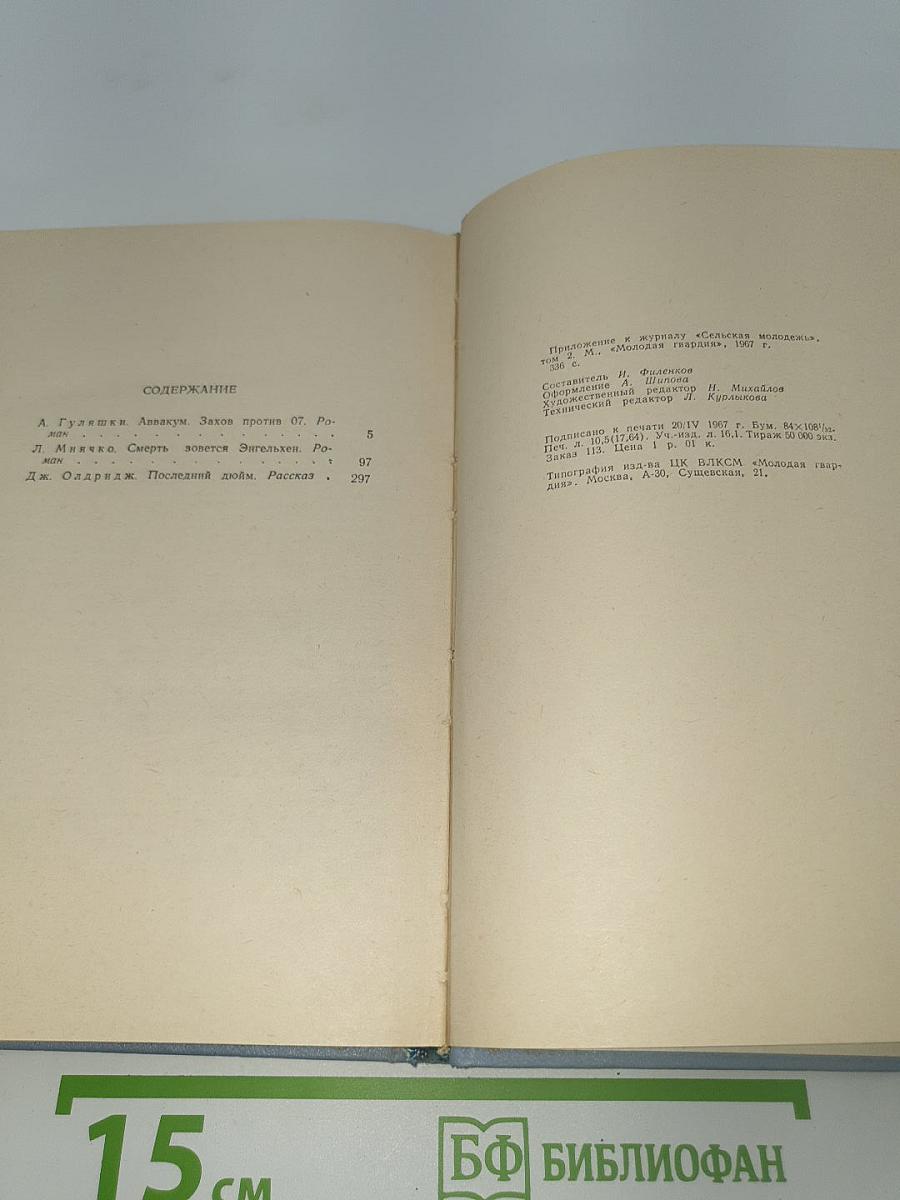 СОДЕРЖАНИЕ
А. Гуляшки. Аввакум. Захов против 07. Ро-
ман . . . . . . . . . . . . . . . 5
Л. Мнячко. Смерть зовется Энгельхен. Ро-
ман . . . . . . . . . . . . . . . 97
Дж. Олдридж. Последний дюйм. Рассказ . 297
Приложение к журналу «Сельская молодежь»,
том 2. М., «Молодая гвардия», 1967 г.
336 с.
Составитель И. Филенков
Оформление А. Шипова
Художественный редактор Н. Михайлов
Технический редактор Л. Курлыкова
Подписано к печати 20/IV 1967 г. Бум. 84×108¹/₃₂.
Печ. л. 10,5(17,64). Уч.-изд. л. 16,1. Тираж 50 000 экз.
Заказ 113. Цена 1 р. 01 к.
Типография изд-ва ЦК ВЛКСМ «Молодая гвар-
дия». Москва, А-30, Сущевская, 21.
15 см
БФ БИБЛИОФАН